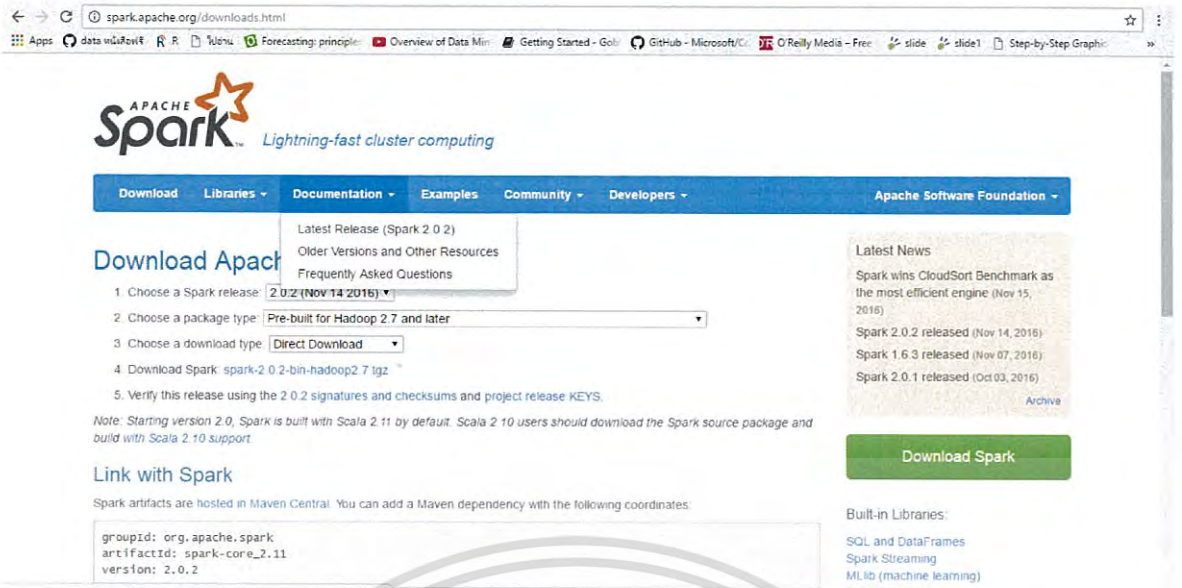 spark.apache.org/downloads.html
Apps
R R
Forecasting: principle
Overview of Data Min
Getting Started - Gola
GitHub - Microsoft/C
O'Reilly Media - Free
slide
slide1
Step-by-Step Graphic
»
APACHE
Spark
TM
Lightning-fast cluster computing
Download Libraries Documentation Examples Community Developers Apache Software Foundation
Latest Release (Spark 2.0.2)
Older Versions and Other Resources
Frequently Asked Questions
Download Apach
1. Choose a Spark release: 2.0.2 (Nov 14 2016)
2. Choose a package type: Pre-built for Hadoop 2.7 and later
3. Choose a download type: Direct Download
4. Download Spark: spark-2.0.2-bin-hadoop2.7.tgz
5. Verify this release using the 2.0.2 signatures and checksums and project release KEYS.
Note: Starting version 2.0, Spark is built with Scala 2.11 by default. Scala 2.10 users should download the Spark source package and
build with Scala 2.10 support.
Link with Spark
Spark artifacts are hosted in Maven Central. You can add a Maven dependency with the following coordinates:
groupId: org.apache.spark
artifactId: spark-core_2.11
version: 2.0.2
Latest News
Spark wins CloudSort Benchmark as
the most efficient engine (Nov 15,
2016)
Spark 2.0.2 released (Nov 14, 2016)
Spark 1.6.3 released (Nov 07, 2016)
Spark 2.0.1 released (Oct 03, 2016)
Archive
Download Spark
Built-in Libraries:
SQL and DataFrames
Spark Streaming
MLlib (machine learning)